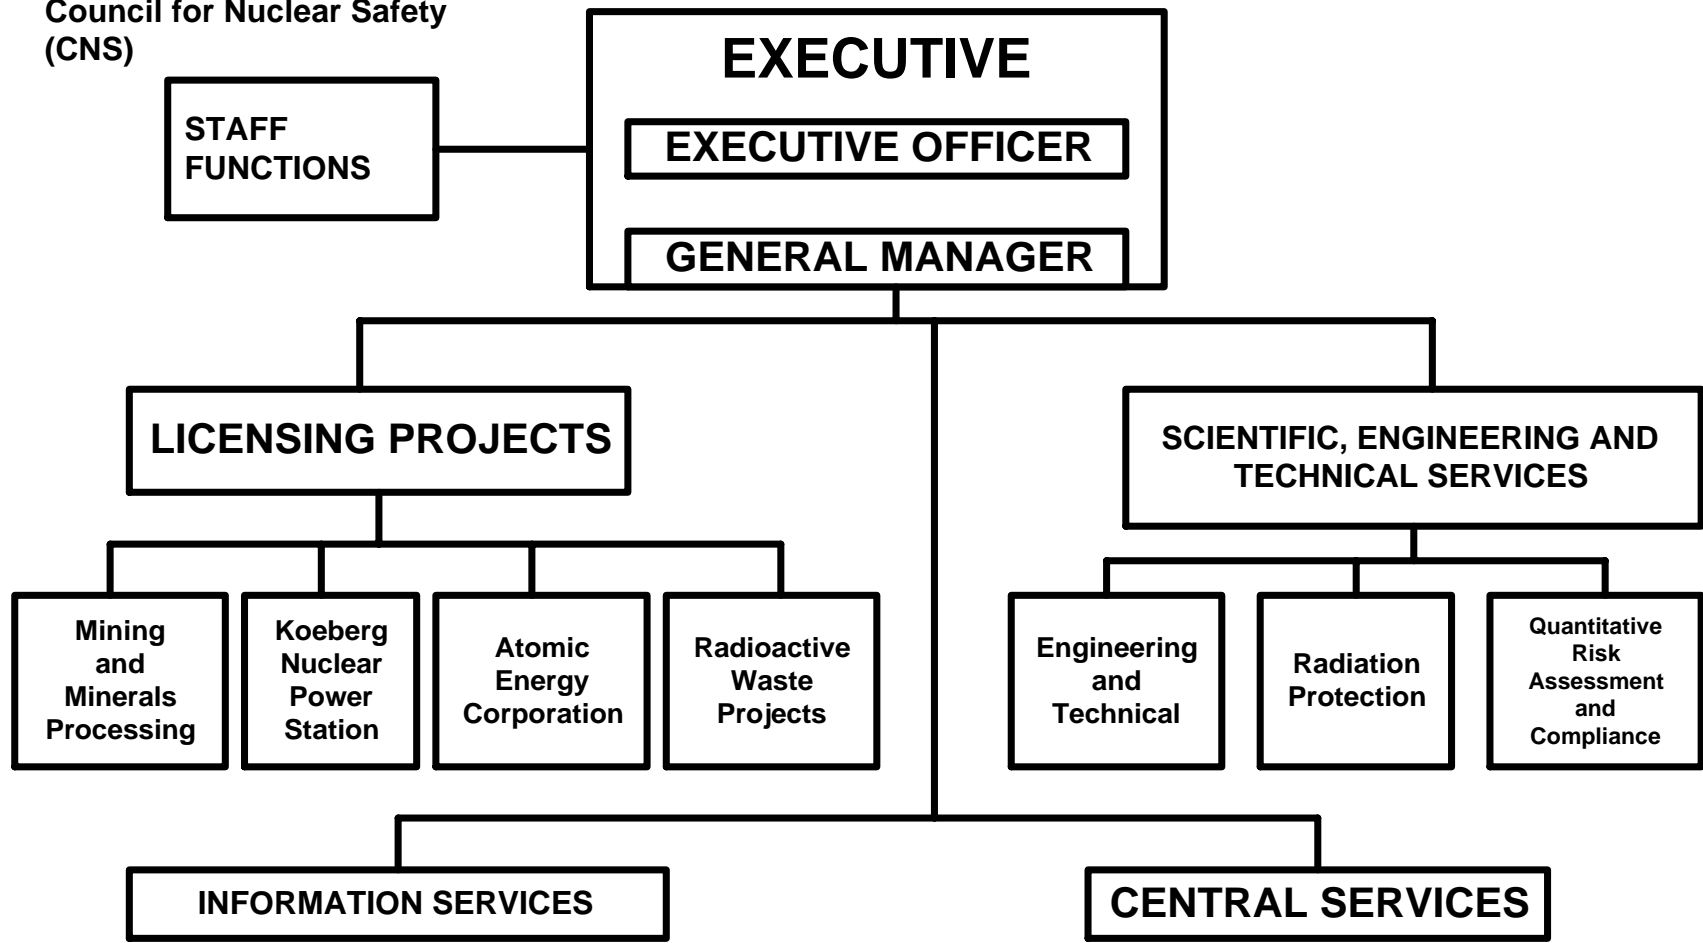 Council for Nuclear Safety
(CNS)
EXECUTIVE
STAFF
FUNCTIONS
EXECUTIVE OFFICER
GENERAL MANAGER
LICENSING PROJECTS
SCIENTIFIC, ENGINEERING AND
TECHNICAL SERVICES
Mining
and
Minerals
Processing
Koeberg
Nuclear
Power
Station
Atomic
Energy
Corporation
Radioactive
Waste
Projects
Engineering
and
Technical
Radiation
Protection
Quantitative
Risk
Assessment
and
Compliance
INFORMATION SERVICES
CENTRAL SERVICES